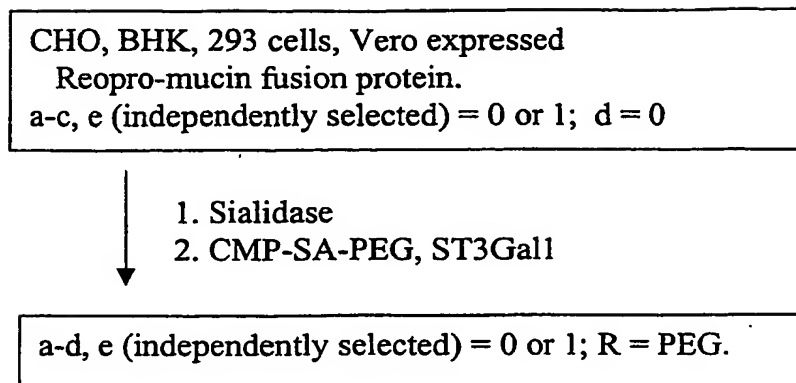 CHO, BHK, 293 cells, Vero expressed
Reopro-mucin fusion protein.
a-c, e (independently selected) = 0 or 1; d = 0
1. Sialidase
2. CMP-SA-PEG, ST3Gal1
a-d, e (independently selected) = 0 or 1; R = PEG.